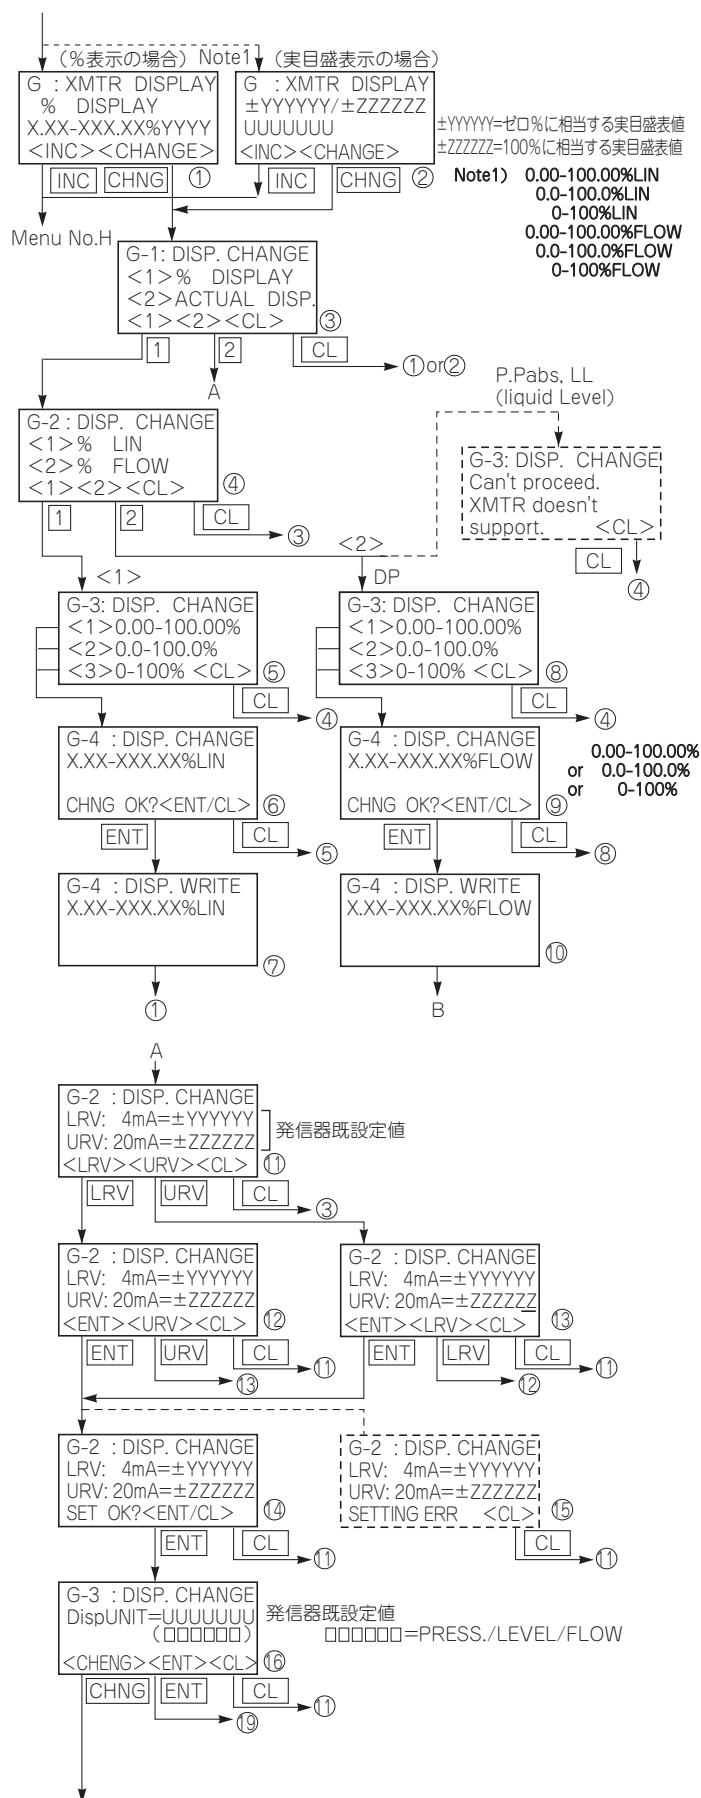 (%表示の場合) Note1 (実目盛表示の場合)
G : XMTR DISPLAY
% DISPLAY
X.XX-XXX.XX%YYYY
<INC><CHANGE>
①
INC CHNG
G : XMTR DISPLAY
±YYYYYY/±ZZZZZZ
UUUUUUU
<INC><CHANGE>
②
INC CHNG
±YYYYYY=ゼロ%に相当する実目盛表値
±ZZZZZZ=100%に相当する実目盛表値
Note1) 0.00-100.00%LIN
0.0-100.0%LIN
0-100%LIN
0.00-100.00%FLOW
0.0-100.0%FLOW
0-100%FLOW
Menu No.H
G-1: DISP. CHANGE
<1>% DISPLAY
<2>ACTUAL DISP.
<1><2><CL>
③
1 2 CL
A
①or②
G-2 : DISP. CHANGE
<1>% LIN
<2>% FLOW
<1><2><CL>
④
1 2 CL
③
P.Pabs, LL
(liquid Level)
G-3: DISP. CHANGE
Can't proceed.
XMTR doesn't
support. <CL>
CL
④
<1>
<2>
DP
G-3: DISP. CHANGE
<1>0.00-100.00%
<2>0.0-100.0%
<3>0-100% <CL>
⑤
CL
④
G-3: DISP. CHANGE
<1>0.00-100.00%
<2>0.0-100.0%
<3>0-100% <CL>
⑧
CL
④
G-4 : DISP. CHANGE
X.XX-XXX.XX%LIN
CHNG OK?<ENT/CL>
⑥
ENT CL
⑤
G-4 : DISP. CHANGE
X.XX-XXX.XX%FLOW
CHNG OK?<ENT/CL>
⑨
ENT CL
⑧
0.00-100.00%
or 0.0-100.0%
or 0-100%
G-4 : DISP. WRITE
X.XX-XXX.XX%LIN
⑦
①
G-4 : DISP. WRITE
X.XX-XXX.XX%FLOW
⑩
B
A
G-2 : DISP. CHANGE
LRV: 4mA=±YYYYYY
URV: 20mA=±ZZZZZZ
<LRV><URV><CL>
⑪
発信器既設定値
LRV URV CL
③
G-2 : DISP. CHANGE
LRV: 4mA=±YYYYYY
URV: 20mA=±ZZZZZZ
<ENT><URV><CL>
⑫
ENT URV CL
⑪
⑬
G-2 : DISP. CHANGE
LRV: 4mA=±YYYYYY
URV: 20mA=±ZZZZZZ
<ENT><LRV><CL>
⑬
ENT LRV CL
⑪
⑫
G-2 : DISP. CHANGE
LRV: 4mA=±YYYYYY
URV: 20mA=±ZZZZZZ
SET OK?<ENT/CL>
⑭
ENT CL
⑪
G-2 : DISP. CHANGE
LRV: 4mA=±YYYYYY
URV: 20mA=±ZZZZZZ
SETTING ERR <CL>
⑮
CL
⑪
G-3 : DISP. CHANGE
DispUNIT=UUUUUUU
(□□□□□□)
<CHENG><ENT><CL>
⑯
発信器既設定値
□□□□□□=PRESS./LEVEL/FLOW
CHNG ENT CL
⑪
⑲